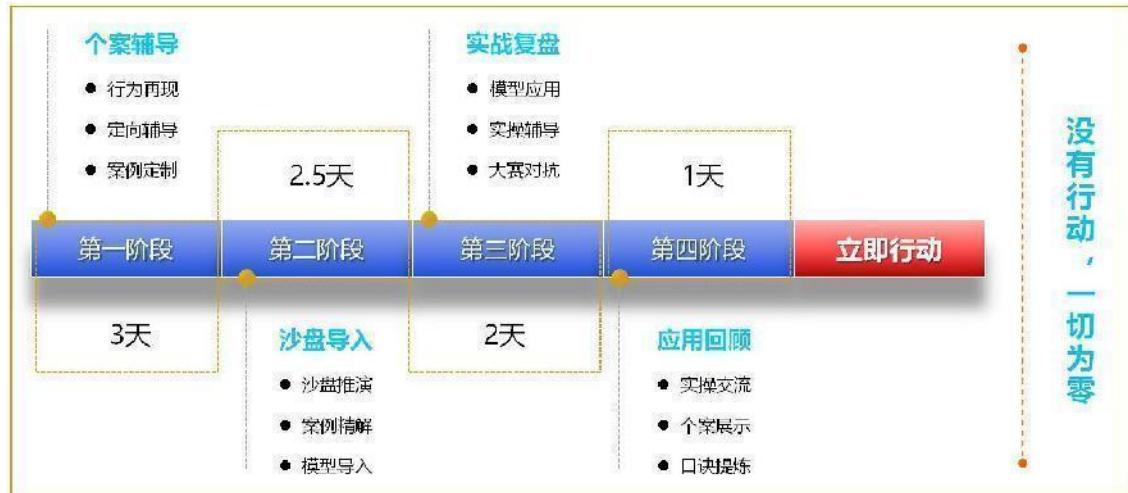 个案辅导
● 行为再现
● 定向辅导
● 案例定制
实战复盘
● 模型应用
● 实操辅导
● 大赛对坑
2.5天
1天
第一阶段
第二阶段
第三阶段
第四阶段
立即行动
3天
2天
沙盘导入
● 沙盘推演
● 案例精解
● 模型导入
应用回顾
● 实操交流
● 个案展示
● 口诀提炼
没有行动，一切为零